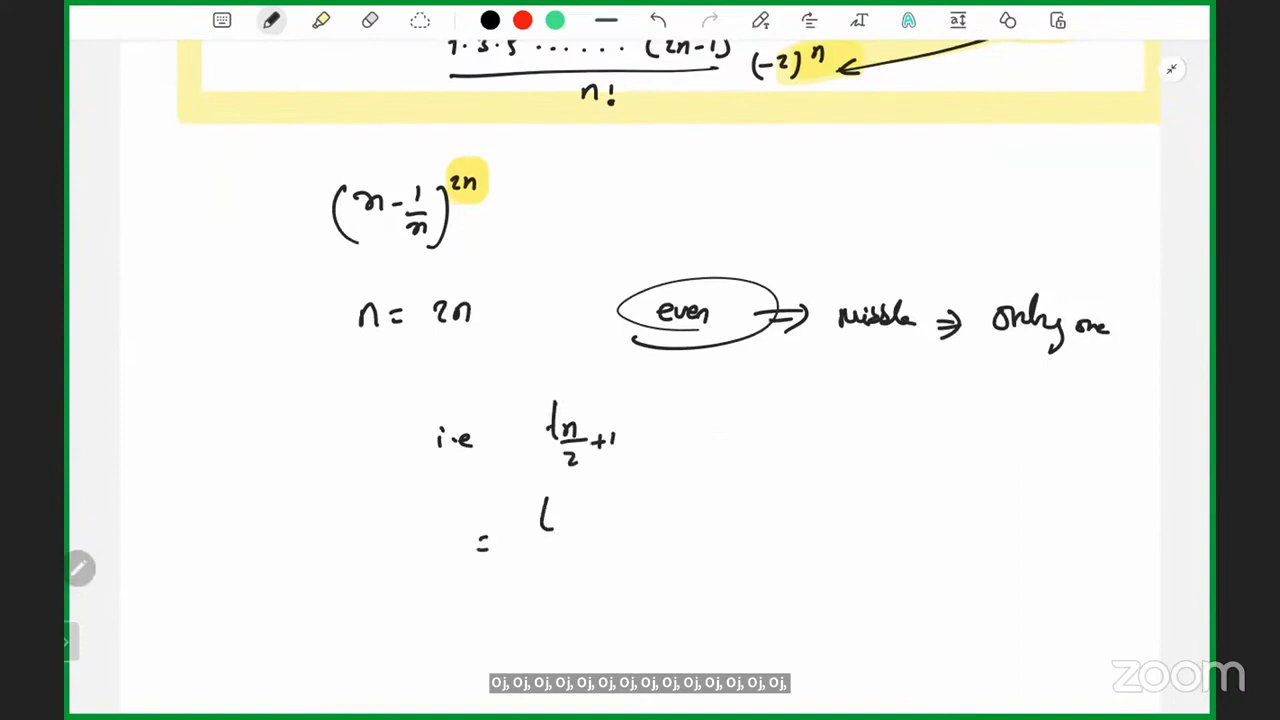 1·3·5 ...... (2n-1) (-2)^n
n!
(x - 1/x)^2n
n = 2n even ⇒ Middle ⇒ only one
i.e t n/2 + 1
= (
oj, oj, oj, oj, oj, oj, oj, oj, oj, oj, oj, oj, oj, oj,
zoom